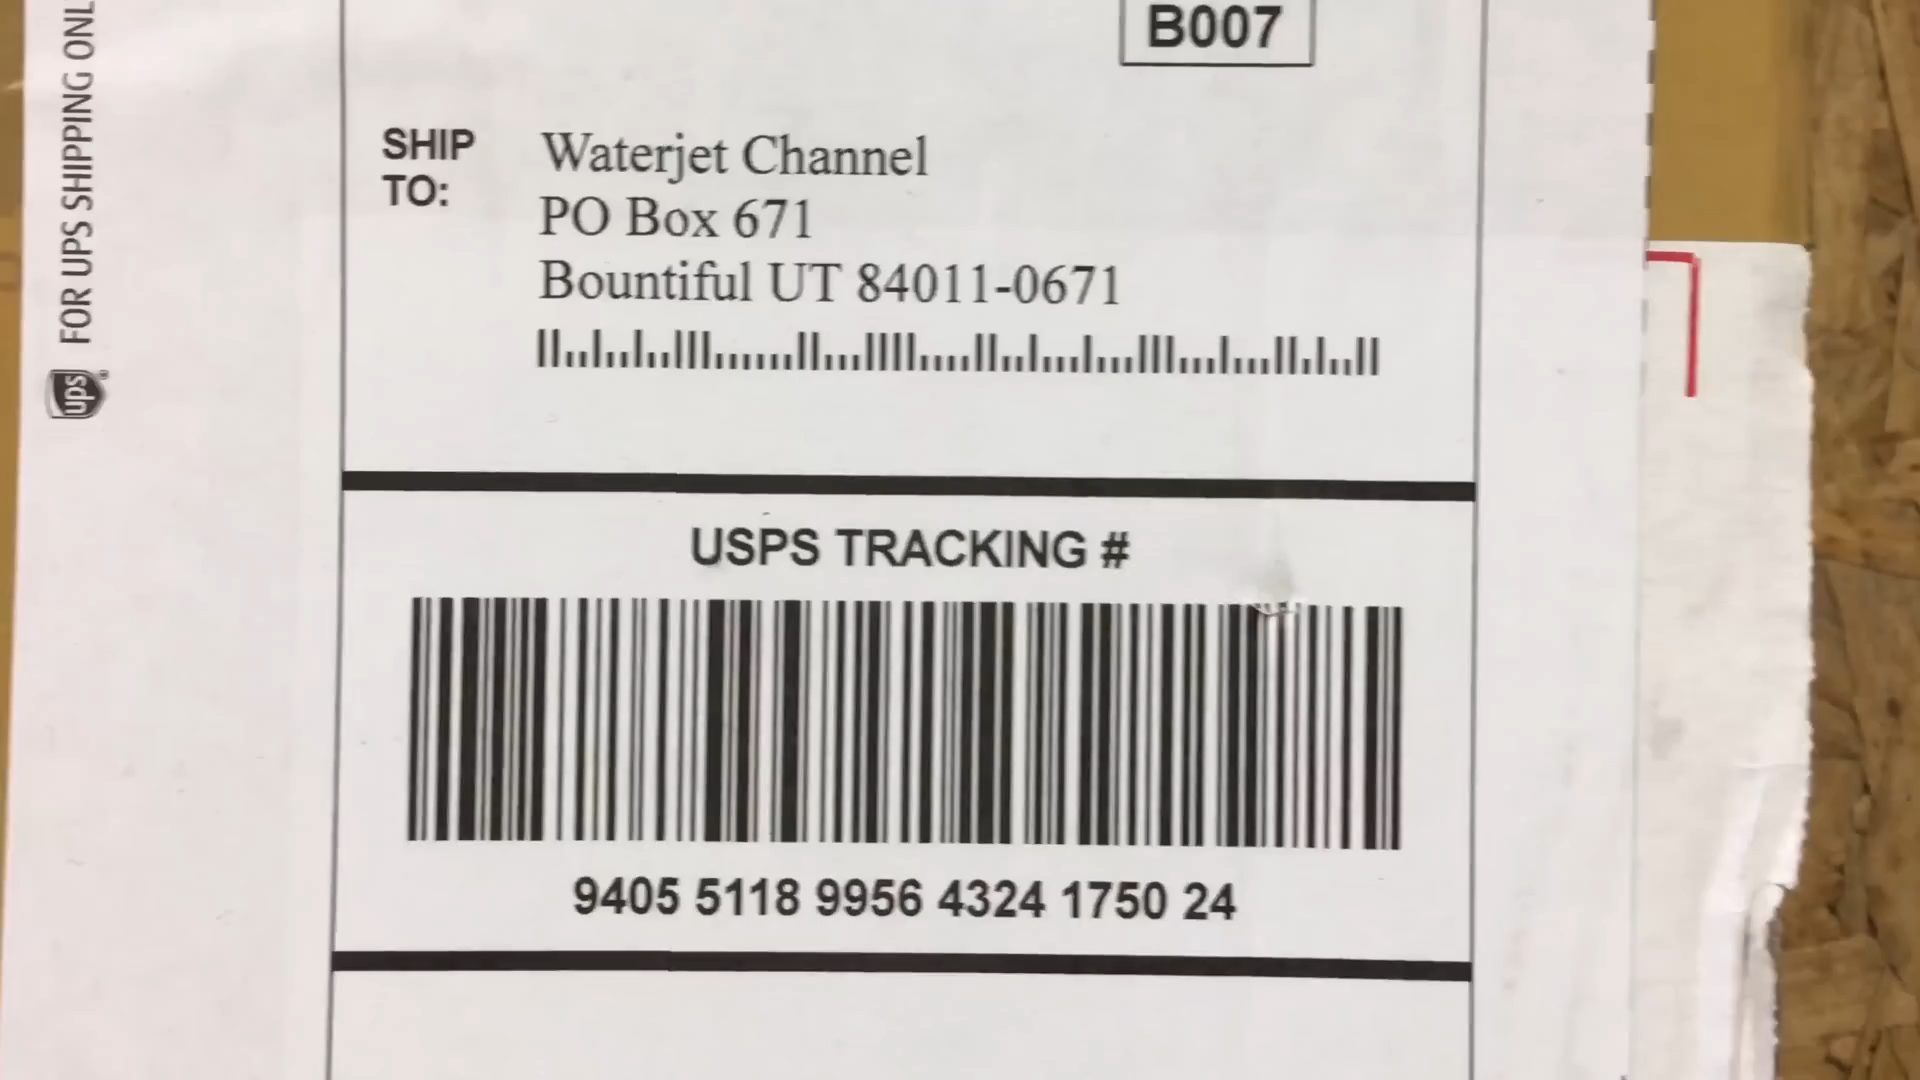 B007
SHIP
TO:
Waterjet Channel
PO Box 671
Bountiful UT 84011-0671
USPS TRACKING #
9405 5118 9956 4324 1750 24
ups
FOR UPS SHIPPING